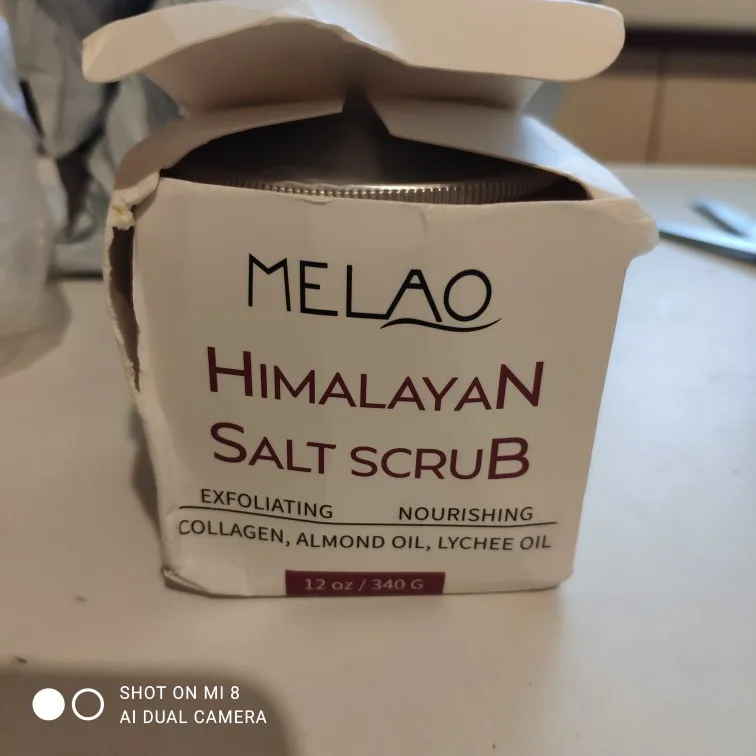 MELAO
HIMALAYAN
SALT SCRUB
EXFOLIATING NOURISHING
COLLAGEN, ALMOND OIL, LYCHEE OIL
12 oz / 340 G
SHOT ON MI 8
AI DUAL CAMERA